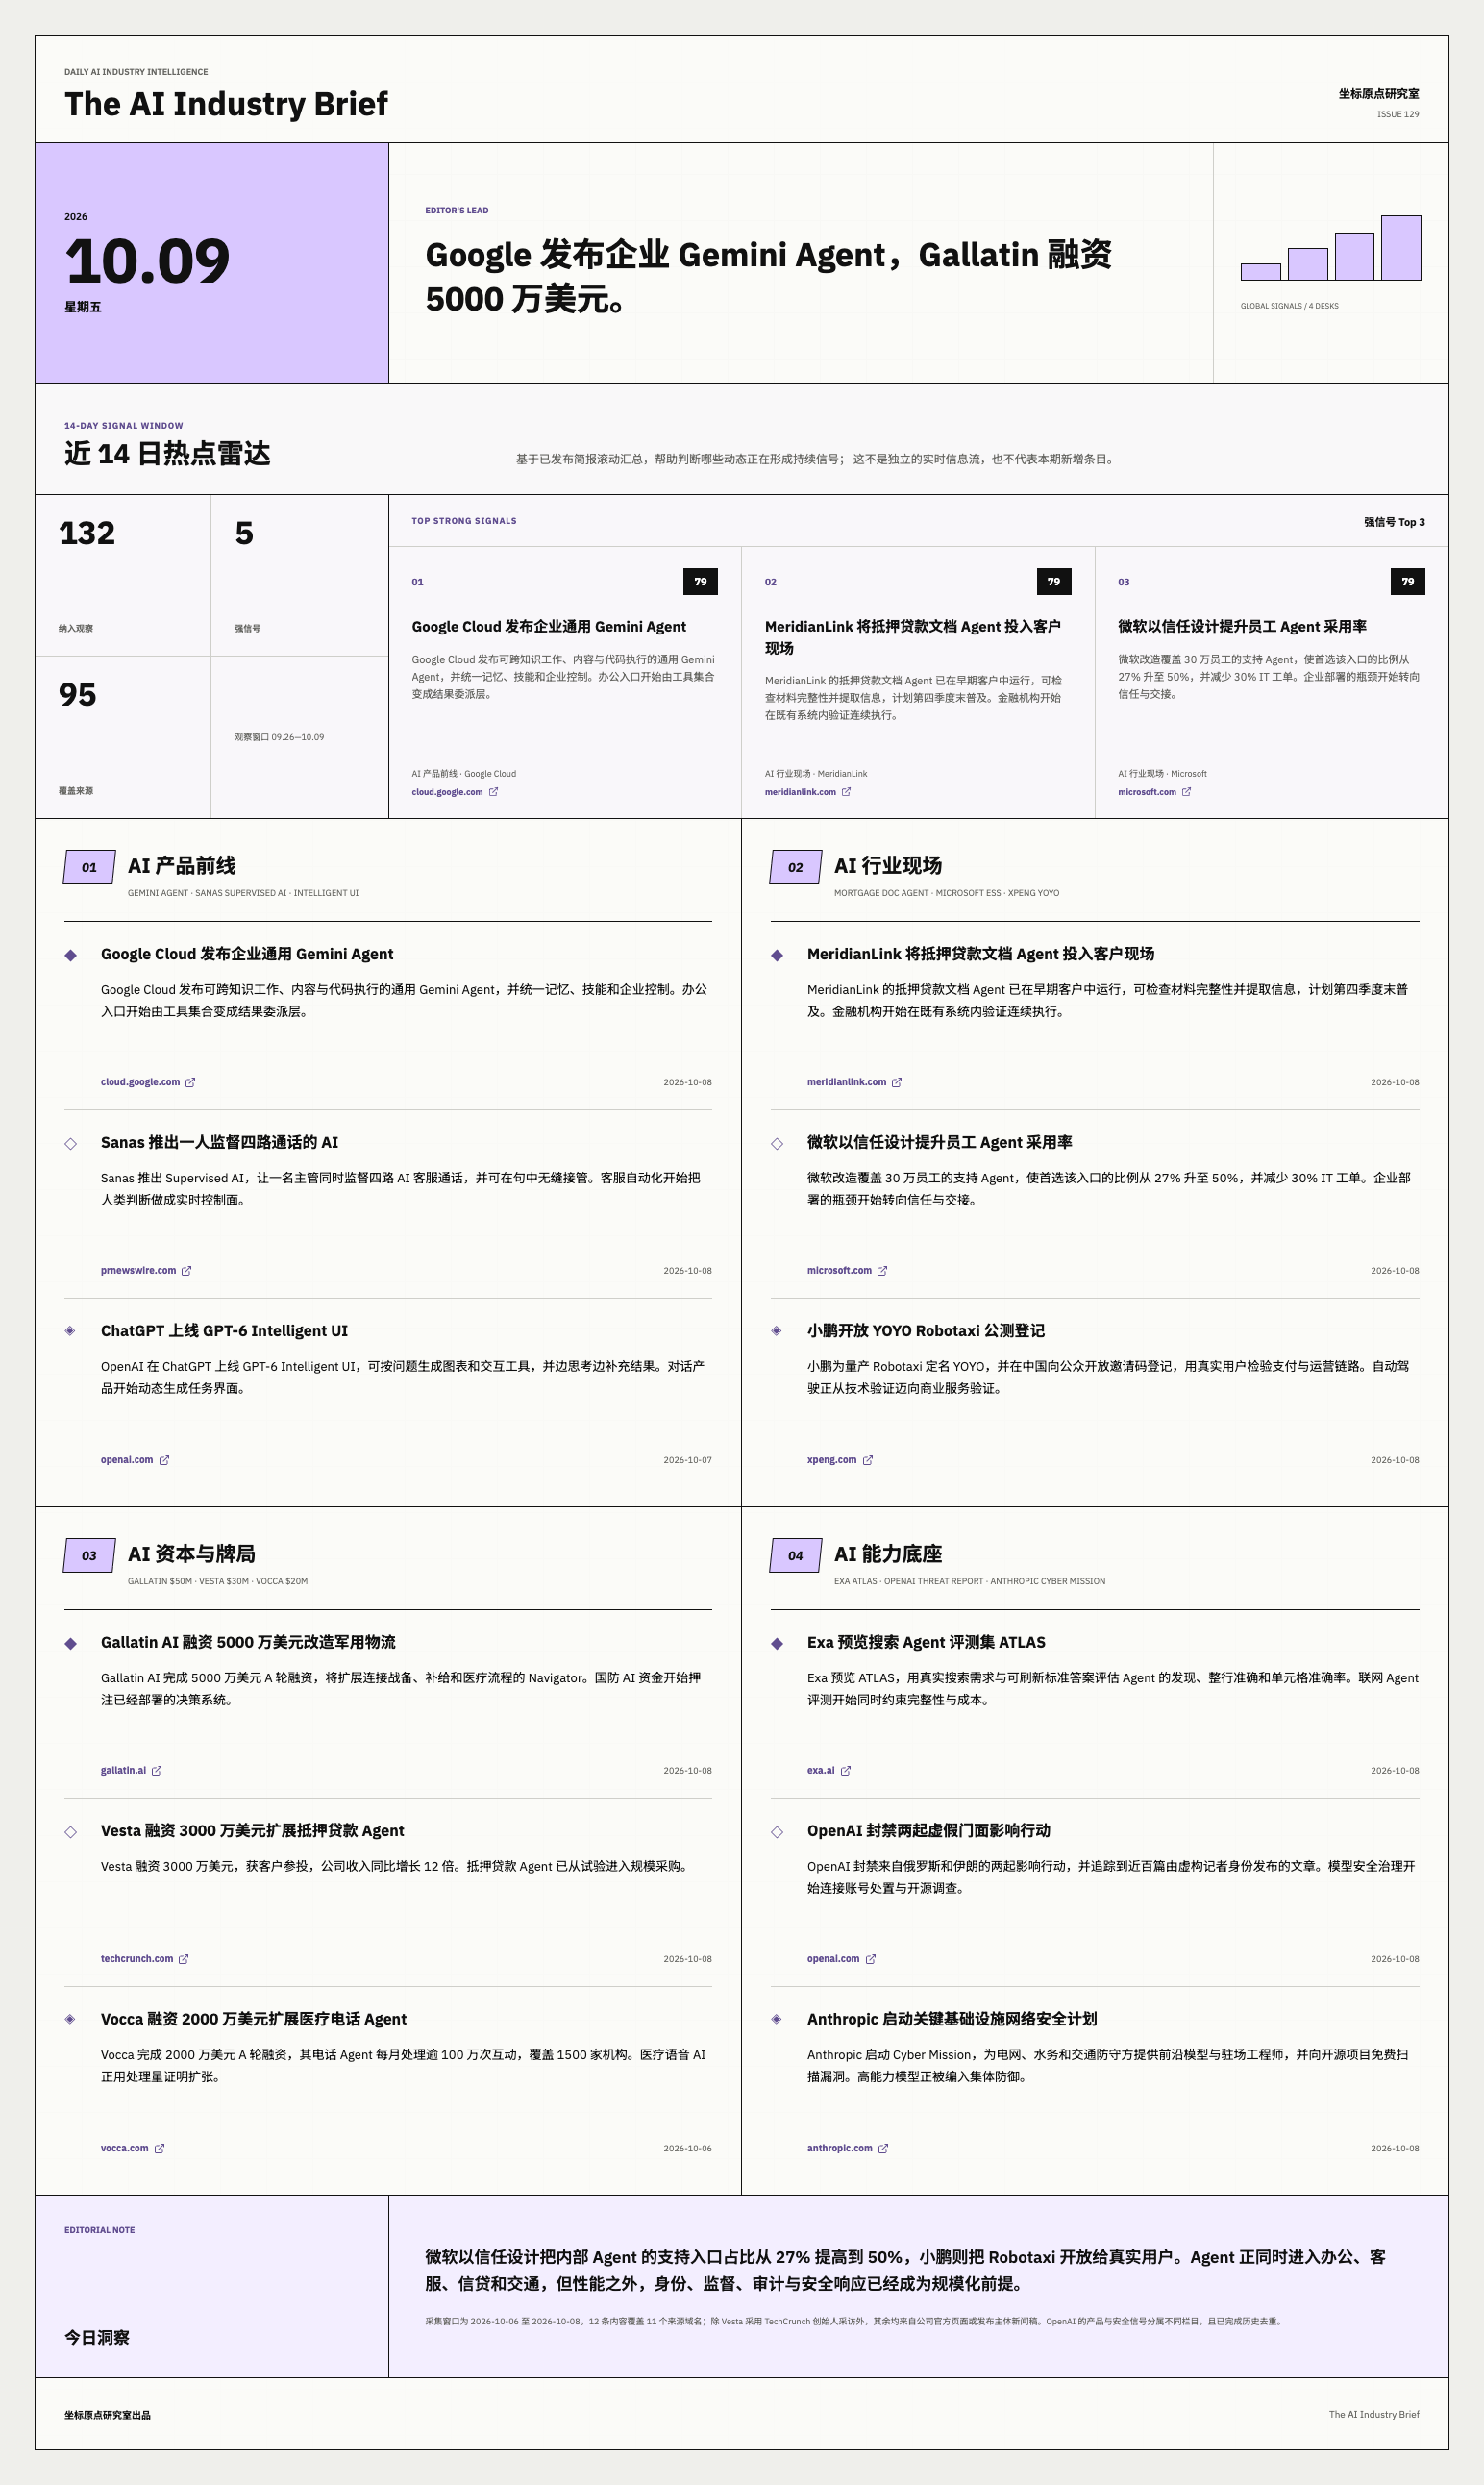 DAILY AI INDUSTRY INTELLIGENCE
The AI Industry Brief
坐标原点研究室
ISSUE 129
2026
10.09
星期五
EDITOR'S LEAD
Google 发布企业 Gemini Agent，Gallatin 融资
5000 万美元。
GLOBAL SIGNALS / 4 DESKS
14-DAY SIGNAL WINDOW
近 14 日热点雷达
基于已发布简报滚动汇总，帮助判断哪些动态正在形成持续信号； 这不是独立的实时信息流，也不代表本期新增条目。
132
纳入观察
5
强信号
95
覆盖来源
观察窗口 09.26—10.09
TOP STRONG SIGNALS
强信号 Top 3
01
79
Google Cloud 发布企业通用 Gemini Agent
Google Cloud 发布可跨知识工作、内容与代码执行的通用 Gemini
Agent，并统一记忆、技能和企业控制。办公入口开始由工具集合
变成结果委派层。
AI 产品前线 · Google Cloud
cloud.google.com
02
79
MeridianLink 将抵押贷款文档 Agent 投入客户
现场
MeridianLink 的抵押贷款文档 Agent 已在早期客户中运行，可检
查材料完整性并提取信息，计划第四季度末普及。金融机构开始
在既有系统内验证连续执行。
AI 行业现场 · MeridianLink
meridianlink.com
03
79
微软以信任设计提升员工 Agent 采用率
微软改造覆盖 30 万员工的支持 Agent，使首选该入口的比例从
27% 升至 50%，并减少 30% IT 工单。企业部署的瓶颈开始转向
信任与交接。
AI 行业现场 · Microsoft
microsoft.com
01
AI 产品前线
GEMINI AGENT · SANAS SUPERVISED AI · INTELLIGENT UI
Google Cloud 发布企业通用 Gemini Agent
Google Cloud 发布可跨知识工作、内容与代码执行的通用 Gemini Agent，并统一记忆、技能和企业控制。办公
入口开始由工具集合变成结果委派层。
cloud.google.com
2026-10-08
Sanas 推出一人监督四路通话的 AI
Sanas 推出 Supervised AI，让一名主管同时监督四路 AI 客服通话，并可在句中无缝接管。客服自动化开始把
人类判断做成实时控制面。
prnewswire.com
2026-10-08
ChatGPT 上线 GPT-6 Intelligent UI
OpenAI 在 ChatGPT 上线 GPT-6 Intelligent UI，可按问题生成图表和交互工具，并边思考边补充结果。对话产
品开始动态生成任务界面。
openai.com
2026-10-07
02
AI 行业现场
MORTGAGE DOC AGENT · MICROSOFT ESS · XPENG YOYO
MeridianLink 将抵押贷款文档 Agent 投入客户现场
MeridianLink 的抵押贷款文档 Agent 已在早期客户中运行，可检查材料完整性并提取信息，计划第四季度末普
及。金融机构开始在既有系统内验证连续执行。
meridianlink.com
2026-10-08
微软以信任设计提升员工 Agent 采用率
微软改造覆盖 30 万员工的支持 Agent，使首选该入口的比例从 27% 升至 50%，并减少 30% IT 工单。企业部
署的瓶颈开始转向信任与交接。
microsoft.com
2026-10-08
小鹏开放 YOYO Robotaxi 公测登记
小鹏为量产 Robotaxi 定名 YOYO，并在中国向公众开放邀请码登记，用真实用户检验支付与运营链路。自动驾
驶正从技术验证迈向商业服务验证。
xpeng.com
2026-10-08
03
AI 资本与牌局
GALLATIN $50M · VESTA $30M · VOCCA $20M
Gallatin AI 融资 5000 万美元改造军用物流
Gallatin AI 完成 5000 万美元 A 轮融资，将扩展连接战备、补给和医疗流程的 Navigator。国防 AI 资金开始押
注已经部署的决策系统。
gallatin.ai
2026-10-08
Vesta 融资 3000 万美元扩展抵押贷款 Agent
Vesta 融资 3000 万美元，获客户参投，公司收入同比增长 12 倍。抵押贷款 Agent 已从试验进入规模采购。
techcrunch.com
2026-10-08
Vocca 融资 2000 万美元扩展医疗电话 Agent
Vocca 完成 2000 万美元 A 轮融资，其电话 Agent 每月处理逾 100 万次互动，覆盖 1500 家机构。医疗语音 AI
正用处理量证明扩张。
vocca.com
2026-10-06
04
AI 能力底座
EXA ATLAS · OPENAI THREAT REPORT · ANTHROPIC CYBER MISSION
Exa 预览搜索 Agent 评测集 ATLAS
Exa 预览 ATLAS，用真实搜索需求与可刷新标准答案评估 Agent 的发现、整行准确和单元格准确率。联网 Agent
评测开始同时约束完整性与成本。
exa.ai
2026-10-08
OpenAI 封禁两起虚假门面影响行动
OpenAI 封禁来自俄罗斯和伊朗的两起影响行动，并追踪到近百篇由虚构记者身份发布的文章。模型安全治理开
始连接账号处置与开源调查。
openai.com
2026-10-08
Anthropic 启动关键基础设施网络安全计划
Anthropic 启动 Cyber Mission，为电网、水务和交通防守方提供前沿模型与驻场工程师，并向开源项目免费扫
描漏洞。高能力模型正被编入集体防御。
anthropic.com
2026-10-08
EDITORIAL NOTE
今日洞察
微软以信任设计把内部 Agent 的支持入口占比从 27% 提高到 50%，小鹏则把 Robotaxi 开放给真实用户。Agent 正同时进入办公、客
服、信贷和交通，但性能之外，身份、监督、审计与安全响应已经成为规模化前提。
采集窗口为 2026-10-06 至 2026-10-08，12 条内容覆盖 11 个来源域名；除 Vesta 采用 TechCrunch 创始人采访外，其余均来自公司官方页面或发布主体新闻稿。OpenAI 的产品与安全信号分属不同栏目，且已完成历史去重。
坐标原点研究室出品
The AI Industry Brief